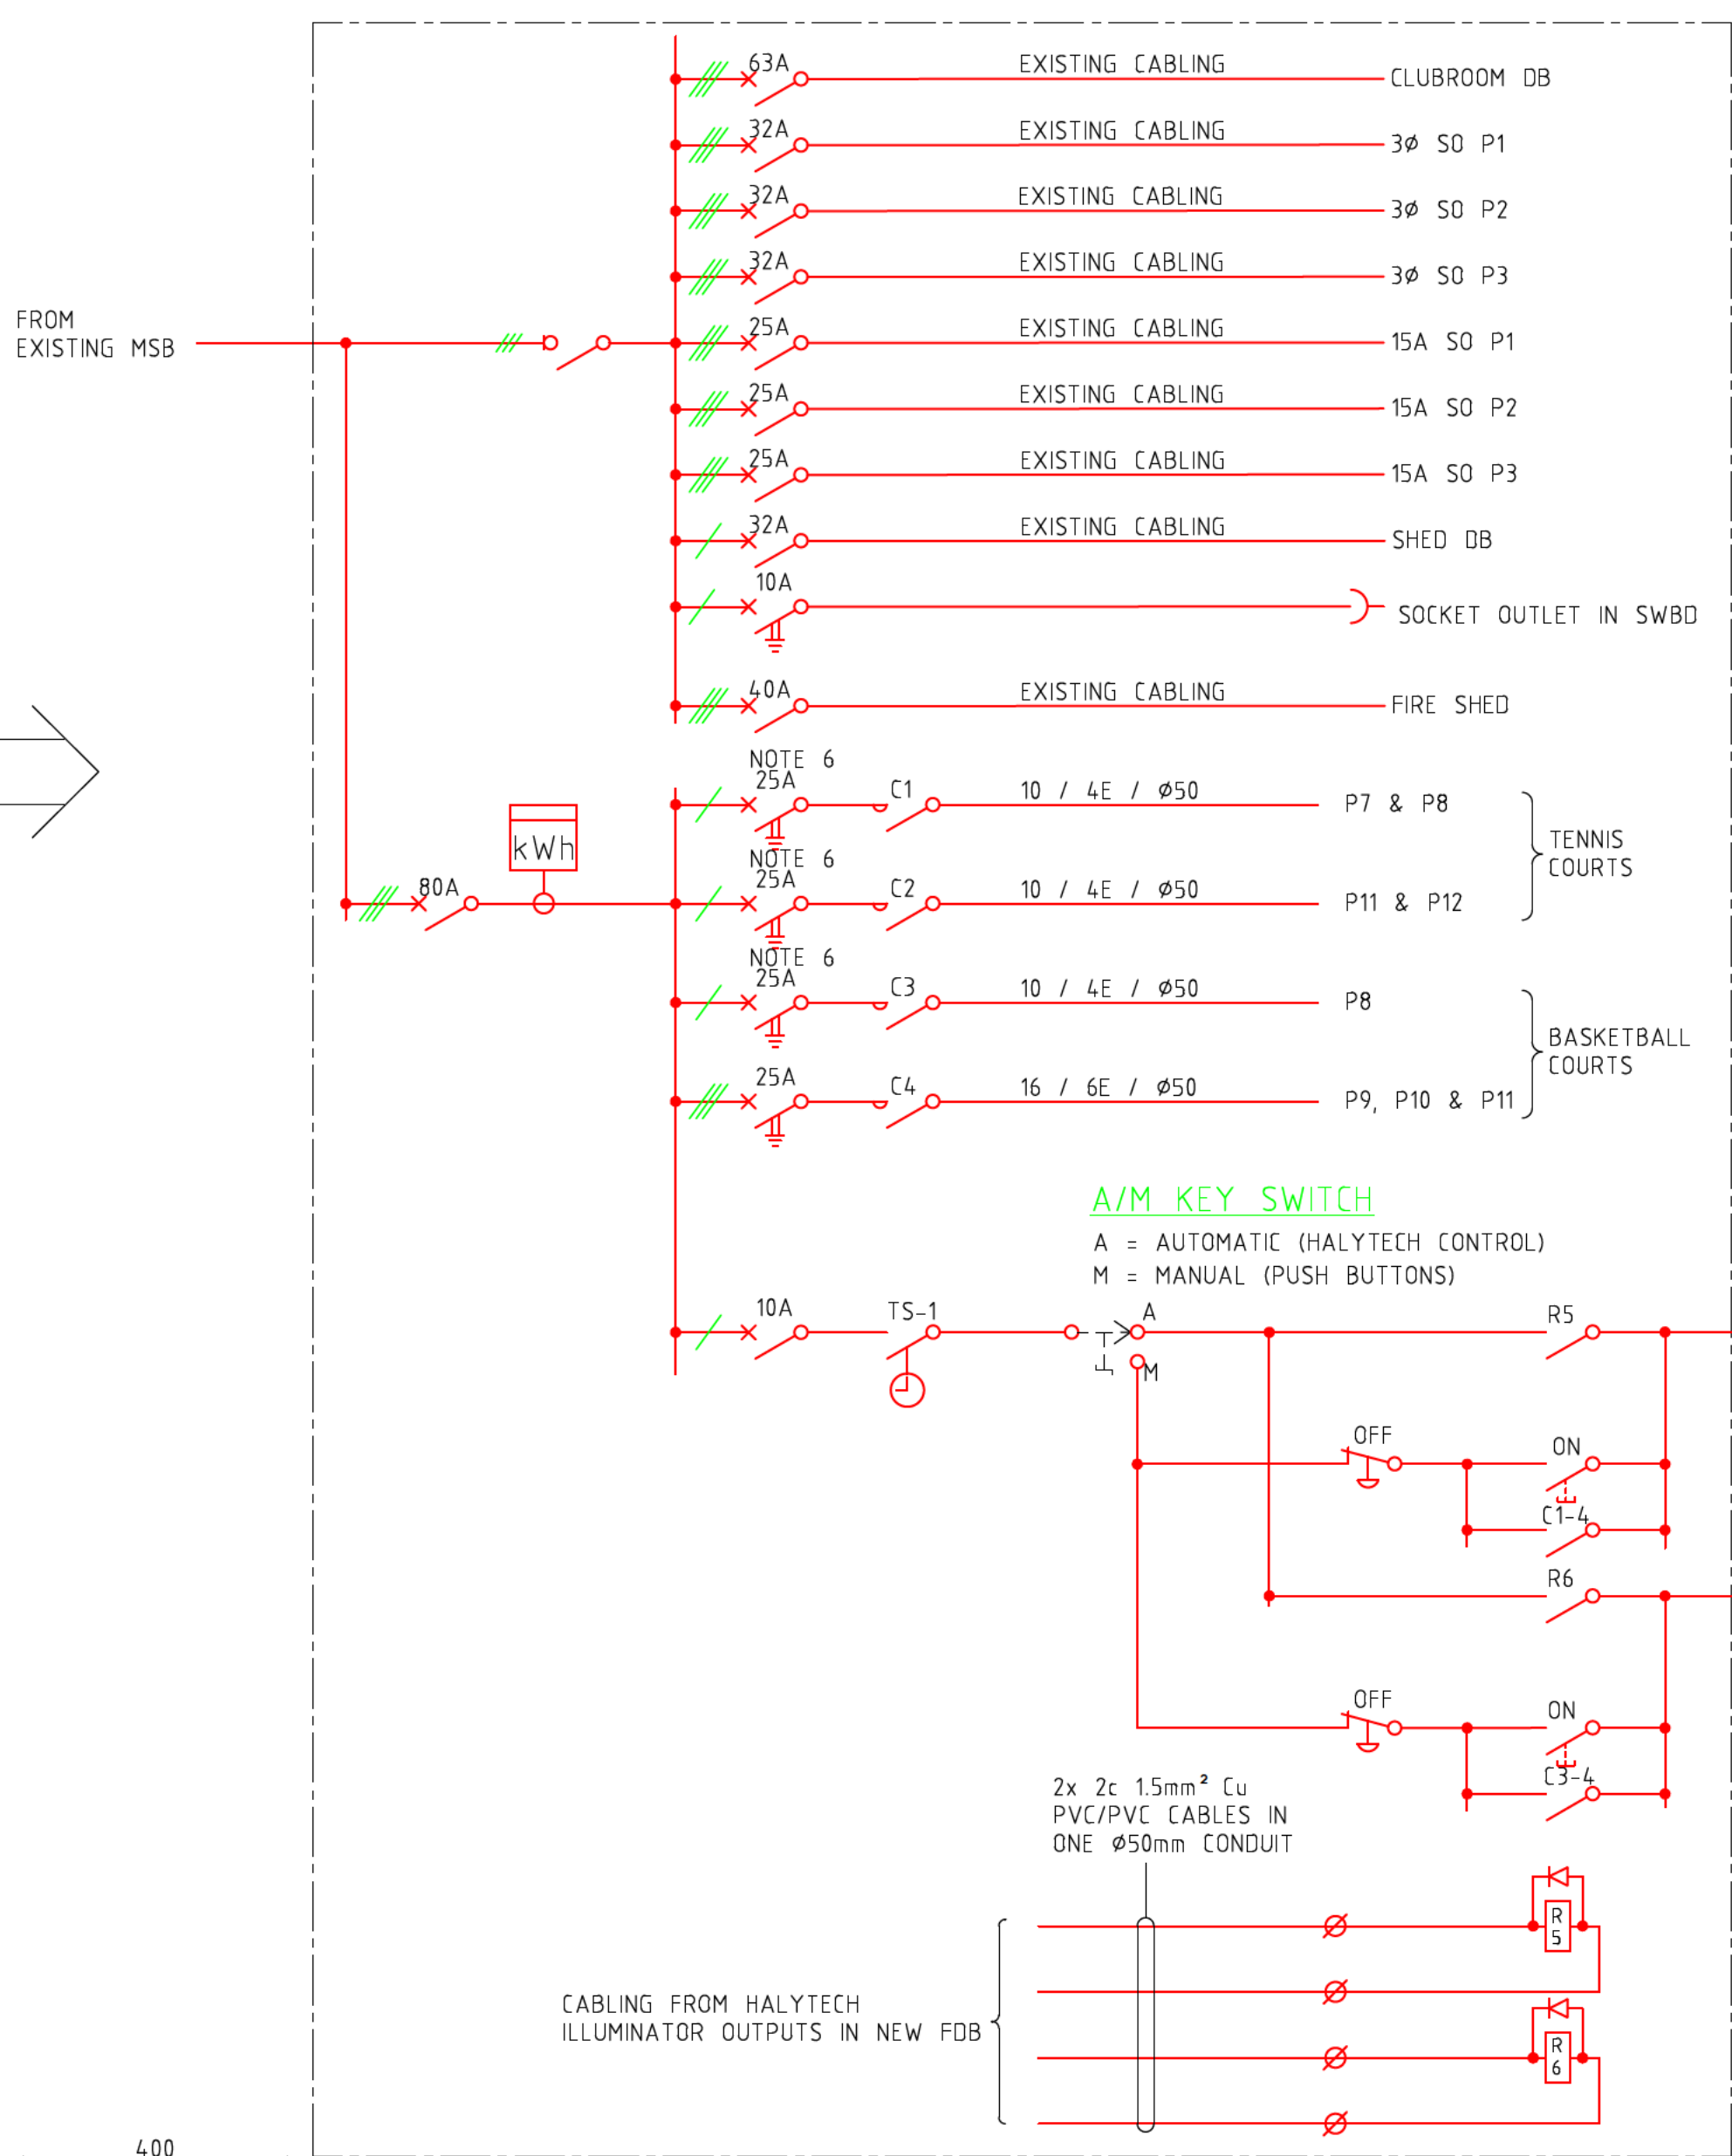 63A EXISTING CABLING CLUBROOM DB
32A EXISTING CABLING 3Ø SO P1
32A EXISTING CABLING 3Ø SO P2
32A EXISTING CABLING 3Ø SO P3
FROM
EXISTING MSB
25A EXISTING CABLING 15A SO P1
25A EXISTING CABLING 15A SO P2
25A EXISTING CABLING 15A SO P3
32A EXISTING CABLING SHED DB
10A SOCKET OUTLET IN SWBD
40A EXISTING CABLING FIRE SHED
NOTE 6
25A C1 10 / 4E / Ø50 P7 & P8
TENNIS
COURTS
kWh
80A
NOTE 6
25A C2 10 / 4E / Ø50 P11 & P12
NOTE 6
25A C3 10 / 4E / Ø50 P8
BASKETBALL
COURTS
25A C4 16 / 6E / Ø50 P9, P10 & P11
A/M KEY SWITCH
A = AUTOMATIC (HALYTECH CONTROL)
M = MANUAL (PUSH BUTTONS)
10A TS-1 A R5
M
OFF ON
C1-4
R6
OFF ON
C3-4
2x 2c 1.5mm² Cu
PVC/PVC CABLES IN
ONE Ø50mm CONDUIT
R
5
CABLING FROM HALYTECH
ILLUMINATOR OUTPUTS IN NEW FDB
R
6
400